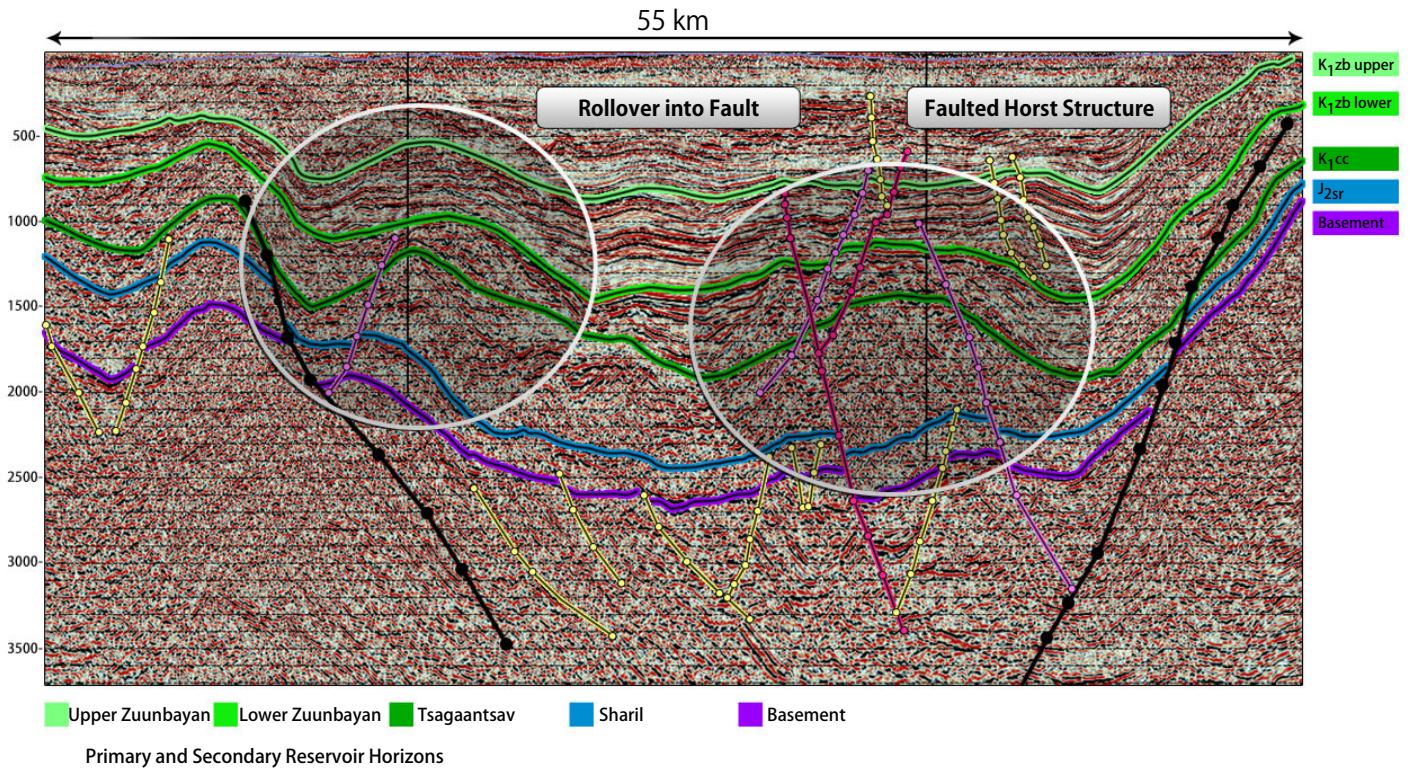 55 km
Rollover into Fault
Faulted Horst Structure
K1zb upper
K1zb lower
K1cc
J2sr
Basement
500-
1000-
1500-
2000-
2500-
3000-
3500-
Upper Zuunbayan Lower Zuunbayan Tsagaantsav Sharil Basement
Primary and Secondary Reservoir Horizons